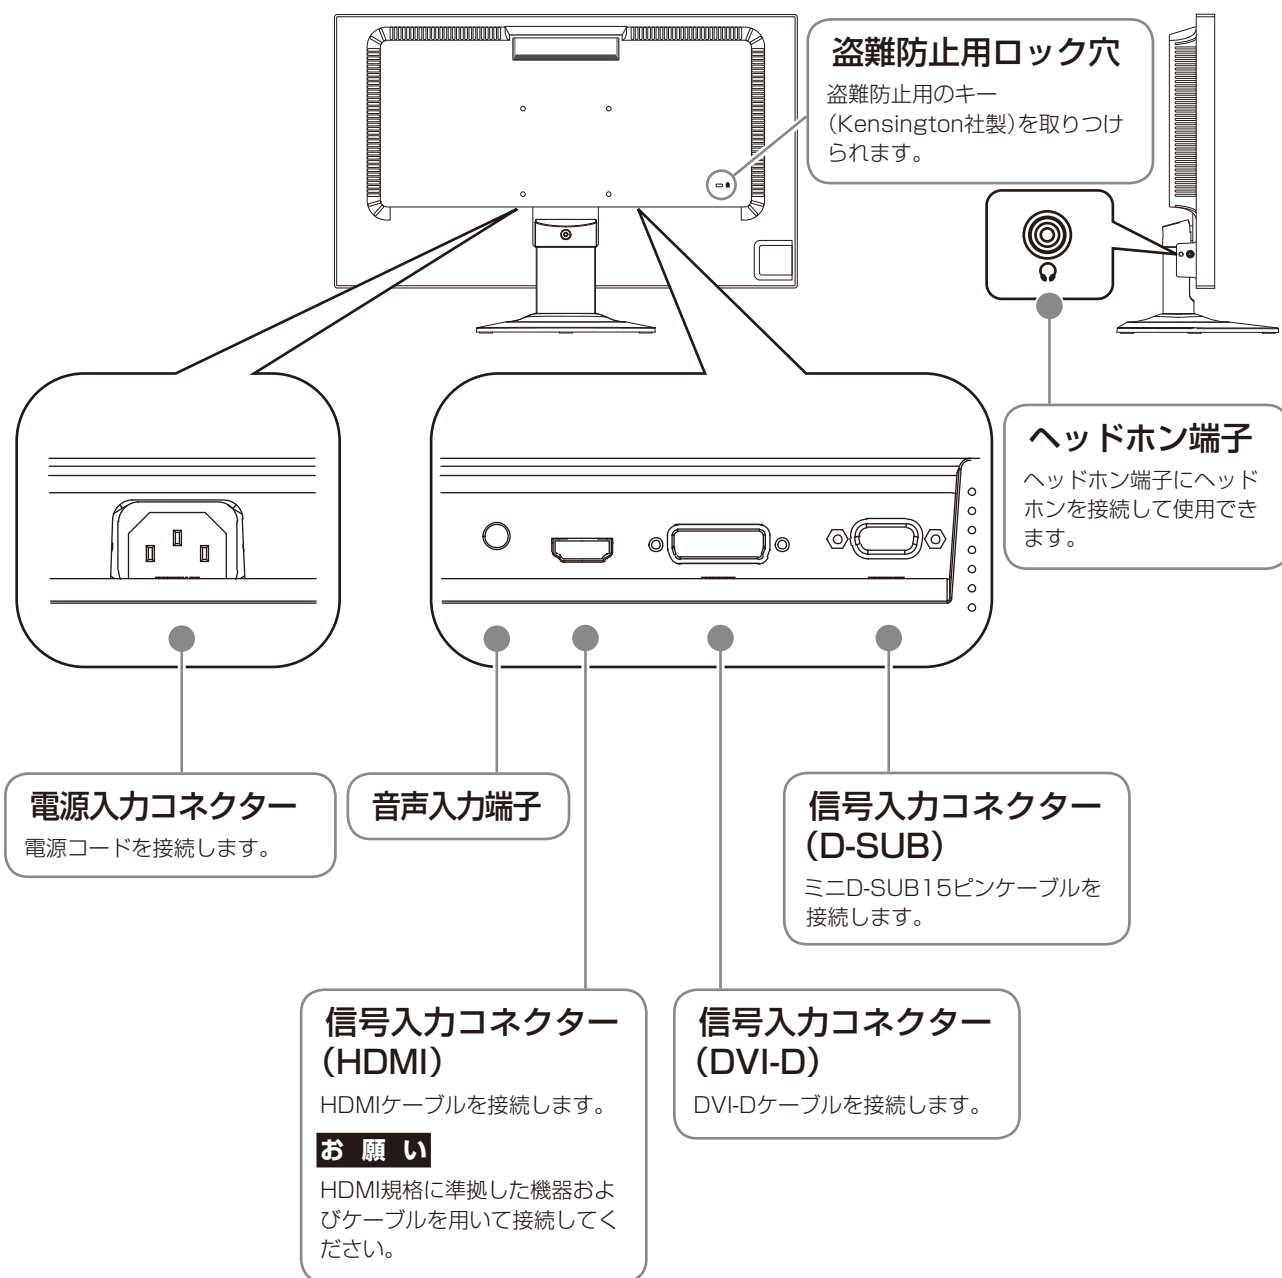 盗難防止用ロック穴
盗難防止用のキー
（Kensington社製）を取りつけ
られます。
ヘッドホン端子
ヘッドホン端子にヘッド
ホンを接続して使用でき
ます。
電源入力コネクター
電源コードを接続します。
音声入力端子
信号入力コネクター
（D-SUB）
ミニD-SUB15ピンケーブルを
接続します。
信号入力コネクター
（HDMI）
HDMIケーブルを接続します。
お願い
HDMI規格に準拠した機器およ
びケーブルを用いて接続してく
ださい。
信号入力コネクター
（DVI-D）
DVI-Dケーブルを接続します。